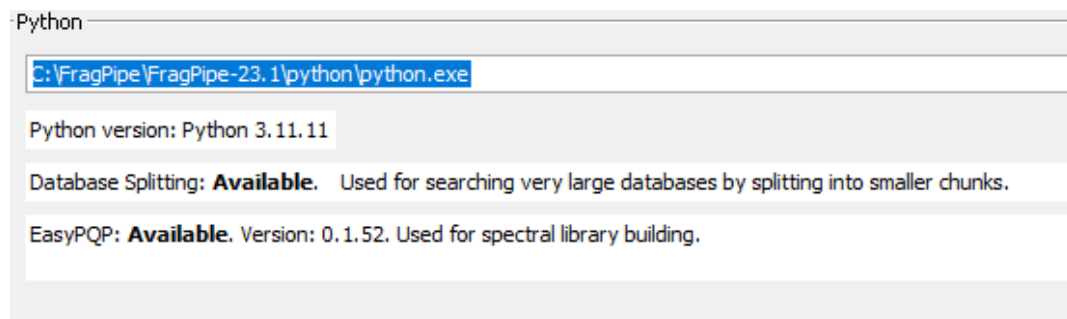 Python
C:\FragPipe\FragPipe-23.1\python\python.exe
Python version: Python 3.11.11
Database Splitting: Available. Used for searching very large databases by splitting into smaller chunks.
EasyPQP: Available. Version: 0.1.52. Used for spectral library building.